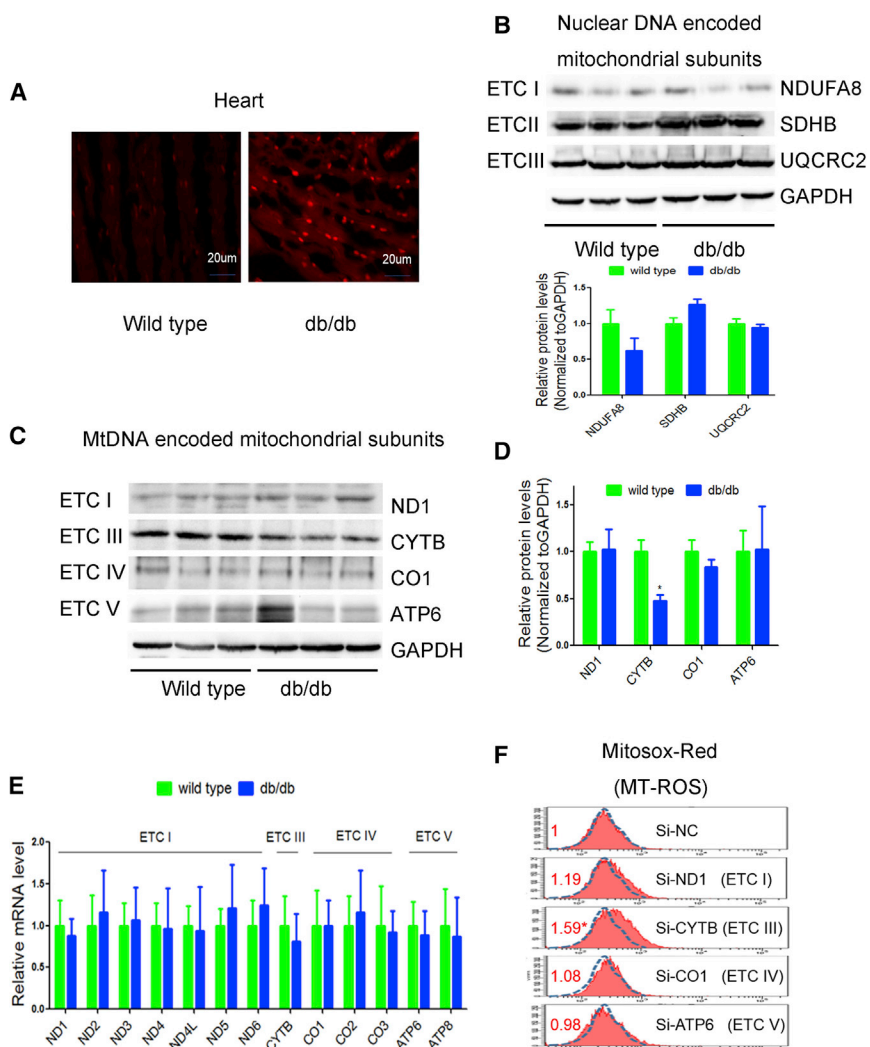 A
Heart
20um
20um
Wild type
db/db
B
Nuclear DNA encoded
mitochondrial subunits
ETC I
NDUFA8
ETCII
SDHB
ETCIII
UQCRC2
GAPDH
Wild type
db/db
wild type
db/db
Relative protein levels
(Normalized toGAPDH)
1.5
1.0
0.5
0.0
NDUFA8
SDHB
UQCRC2
C
MtDNA encoded mitochondrial subunits
ETC I
ND1
ETC III
CYTB
ETC IV
CO1
ETC V
ATP6
GAPDH
Wild type
db/db
D
wild type
db/db
Relative protein levels
(Normalized toGAPDH)
1.5
1.0
0.5
0.0
*
ND1
CYTB
CO1
ATP6
E
wild type
db/db
Relative mRNA level
2.0
1.5
1.0
0.5
0.0
ETC I
ETC III
ETC IV
ETC V
ND1
ND2
ND3
ND4
ND4L
ND5
ND6
CYTB
CO1
CO2
CO3
ATP6
ATP8
F
Mitosox-Red
(MT-ROS)
1 Si-NC
1.19 Si-ND1 (ETC I)
1.59* Si-CYTB (ETC III)
1.08 Si-CO1 (ETC IV)
0.98 Si-ATP6 (ETC V)